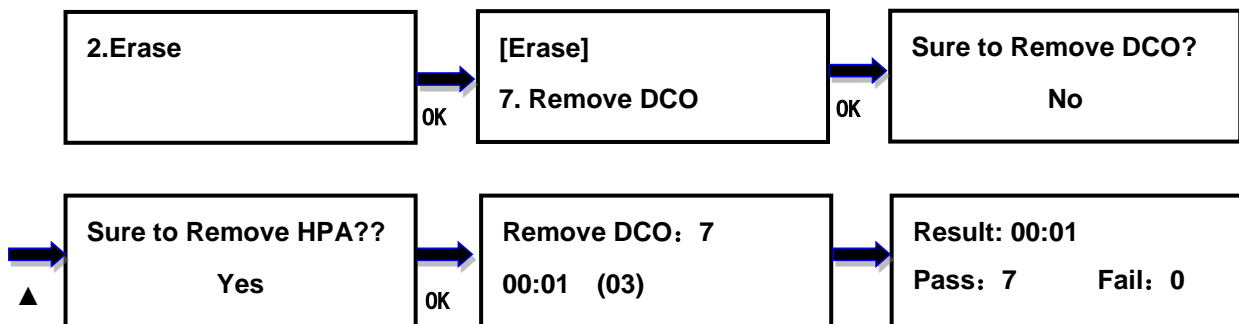 2.Erase
OK
[Erase]
7. Remove DCO
OK
Sure to Remove DCO?
No
▲
Sure to Remove HPA??
Yes
OK
Remove DCO：7
00:01 (03)
Result: 00:01
Pass：7 Fail：0